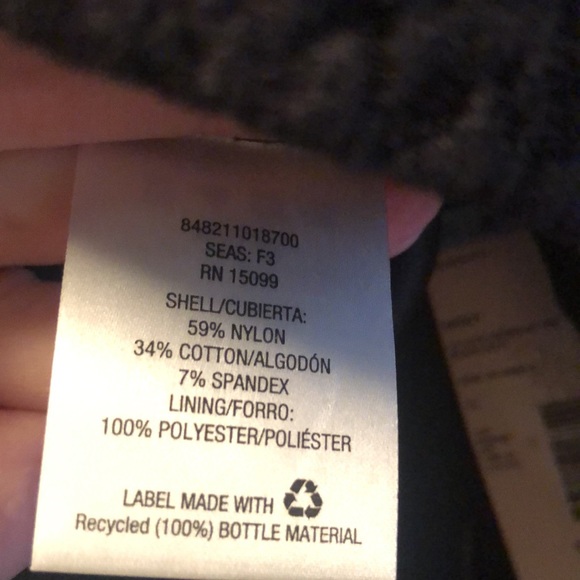 848211018700
SEAS: F3
RN 15099
SHELL/CUBIERTA:
59% NYLON
34% COTTON/ALGODÓN
7% SPANDEX
LINING/FORRO:
100% POLYESTER/POLIÉSTER
LABEL MADE WITH
Recycled (100%) BOTTLE MATERIAL